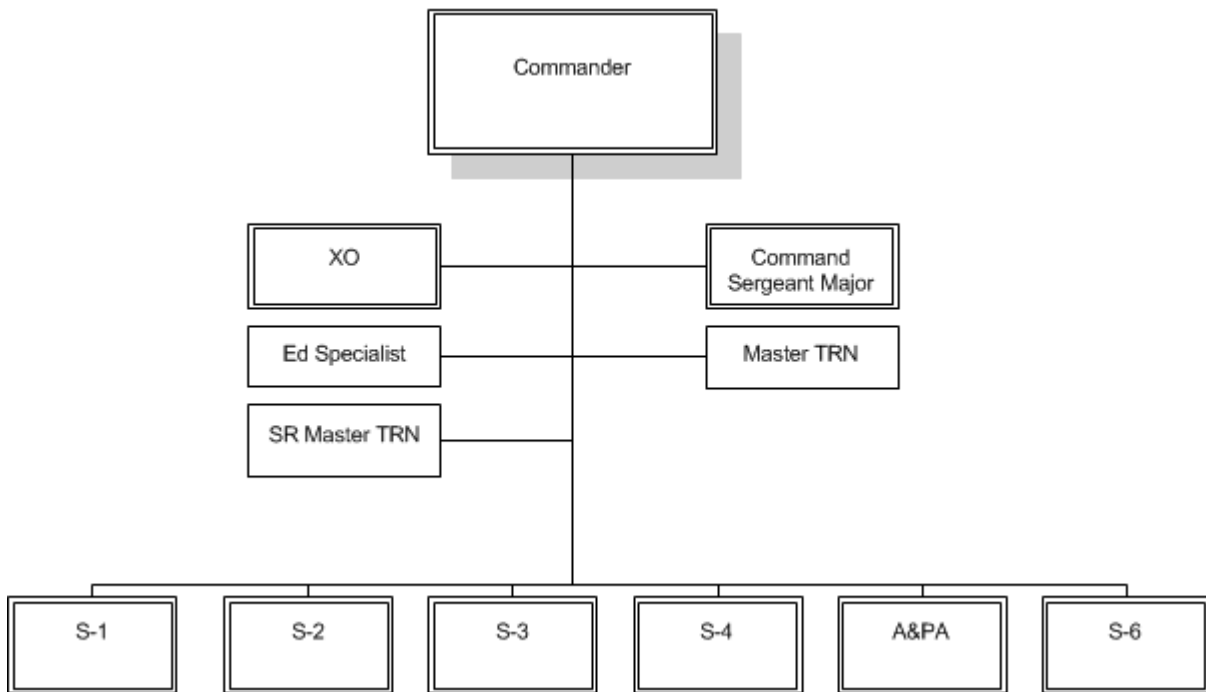 Commander
XO
Command
Sergeant Major
Ed Specialist
Master TRN
SR Master TRN
S-1
S-2
S-3
S-4
A&PA
S-6